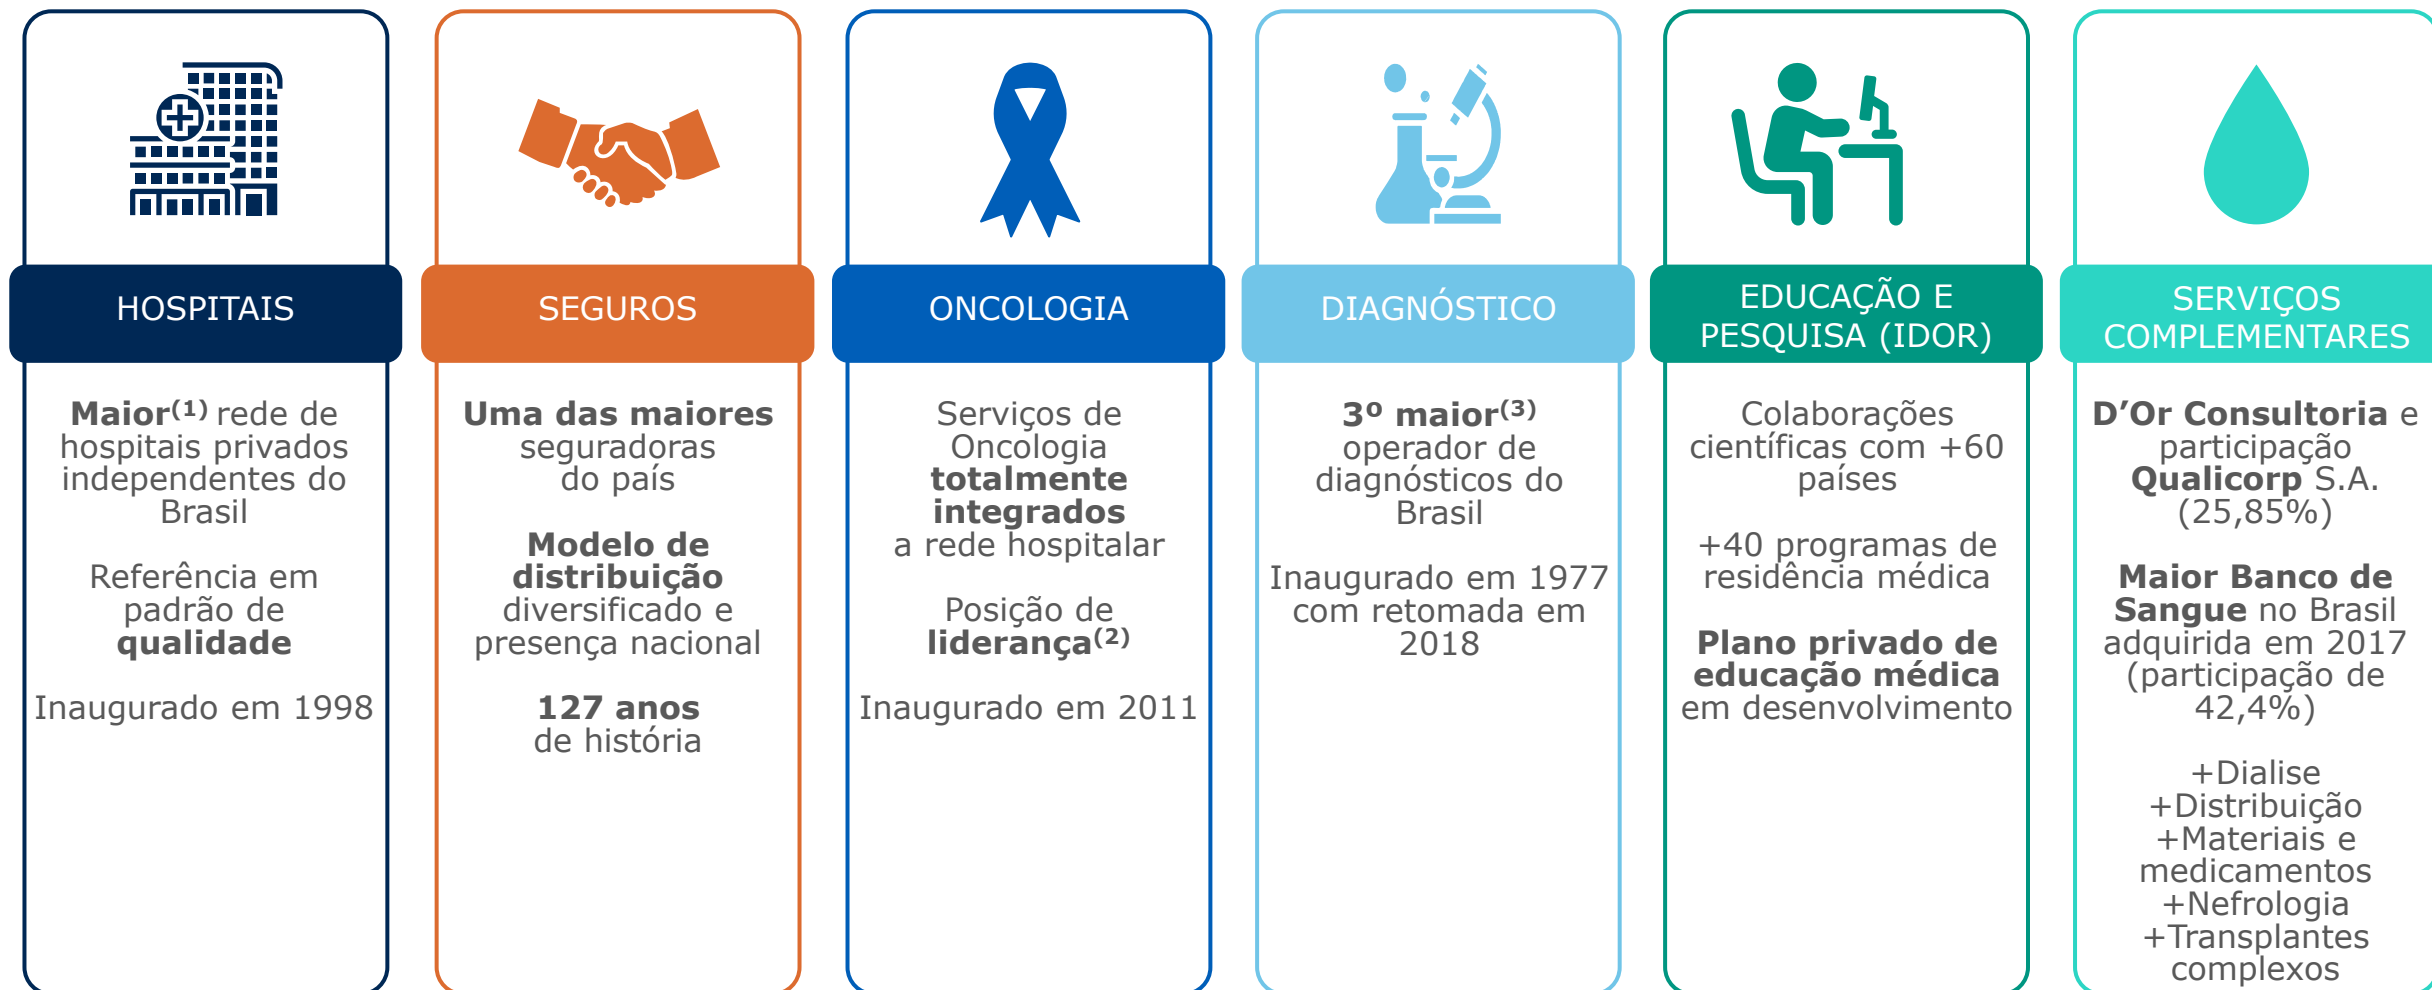 HOSPITAIS
Maior(1) rede de
hospitais privados
independentes do
Brasil
Referência em
padrão de
qualidade
Inaugurado em 1998
SEGUROS
Uma das maiores
seguradoras
do país
Modelo de
distribuição
diversificado e
presença nacional
127 anos
de história
ONCOLOGIA
Serviços de
Oncologia
totalmente
integrados
a rede hospitalar
Posição de
liderança(2)
Inaugurado em 2011
DIAGNÓSTICO
3º maior(3)
operador de
diagnósticos do
Brasil
Inaugurado em 1977
com retomada em
2018
EDUCAÇÃO E
PESQUISA (IDOR)
Colaborações
científicas com +60
países
+40 programas de
residência médica
Plano privado de
educação médica
em desenvolvimento
SERVIÇOS
COMPLEMENTARES
D’Or Consultoria e
participação
Qualicorp S.A.
(25,85%)
Maior Banco de
Sangue no Brasil
adquirida em 2017
(participação de
42,4%)
+Dialise
+Distribuição
+Materiais e
medicamentos
+Nefrologia
+Transplantes
complexos